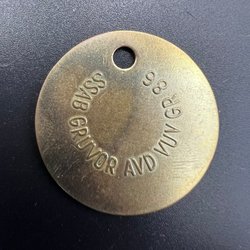 SSAB GRUVOR AVD VUV GR 86